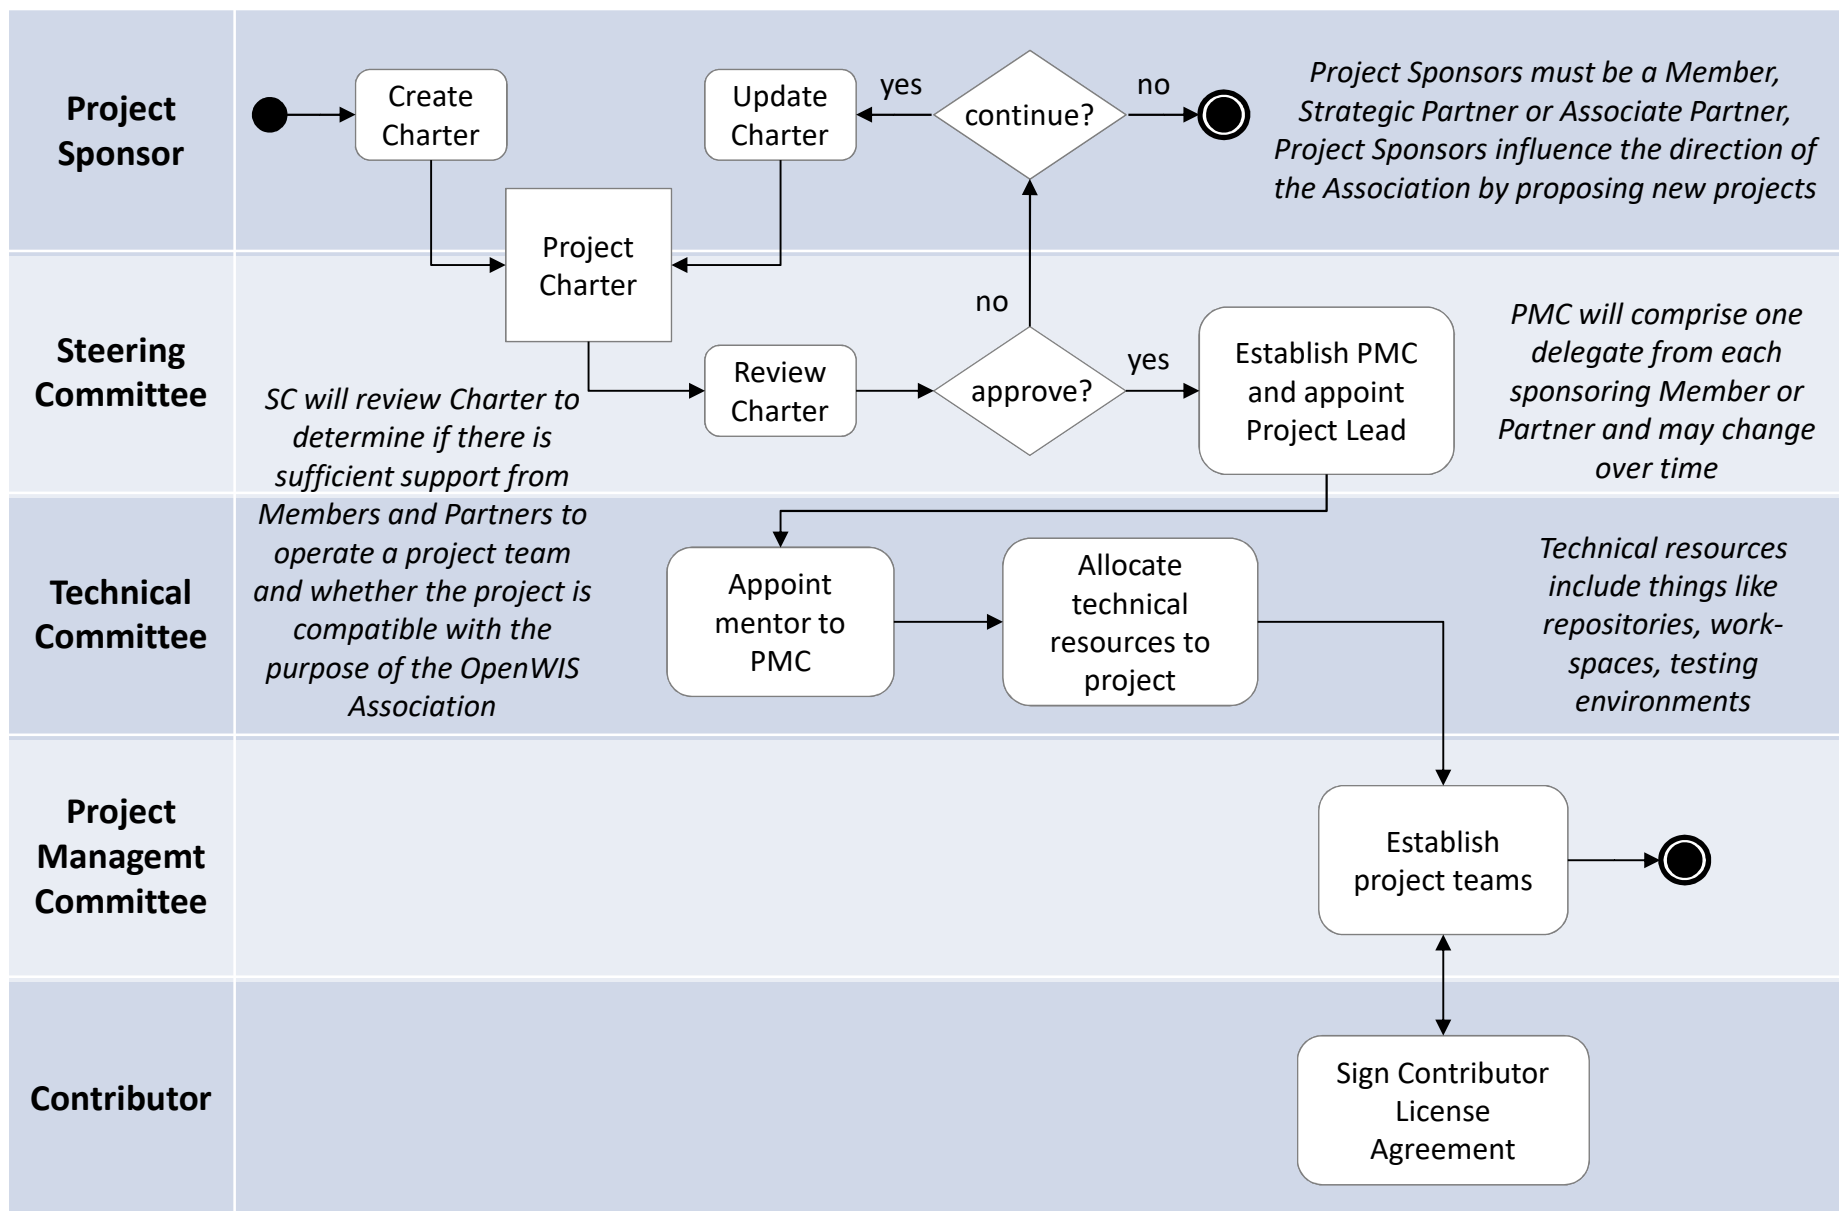 Project
Sponsor
Create
Charter
Update
Charter
yes
continue?
no
Project Sponsors must be a Member,
Strategic Partner or Associate Partner,
Project Sponsors influence the direction of
the Association by proposing new projects
Project
Charter
Steering
Committee
SC will review Charter to
determine if there is
sufficient support from
Members and Partners to
operate a project team
and whether the project is
compatible with the
purpose of the OpenWIS
Association
Review
Charter
no
approve?
yes
Establish PMC
and appoint
Project Lead
PMC will comprise one
delegate from each
sponsoring Member or
Partner and may change
over time
Technical
Committee
Appoint
mentor to
PMC
Allocate
technical
resources to
project
Technical resources
include things like
repositories, work-
spaces, testing
environments
Project
Managemt
Committee
Establish
project teams
Contributor
Sign Contributor
License
Agreement